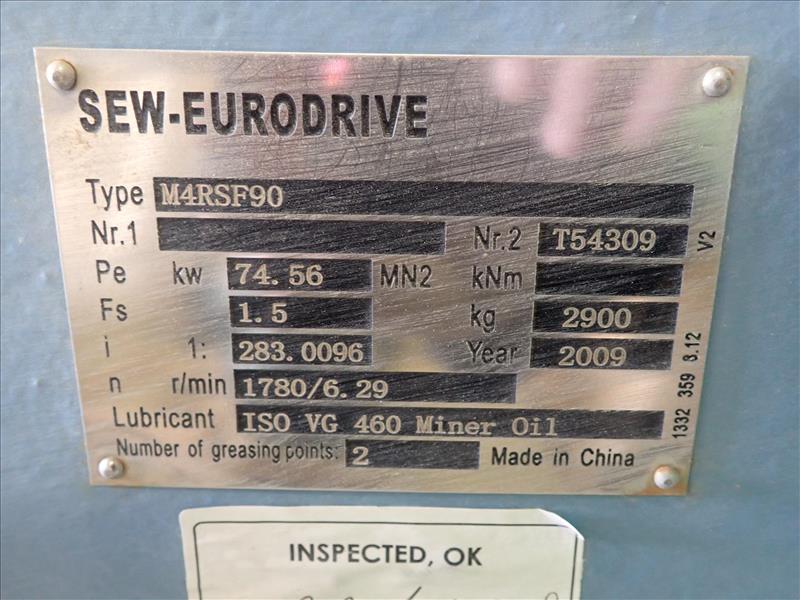 SEW-EURODRIVE
Type M4RSF90
Nr.1 Nr.2 T54309
Pe kw 74.56 MN2 kNm
Fs 1.5 kg 2900
i 1: 283.0096 Year 2009
n r/min 1780/6.29
Lubricant ISO VG 460 Miner Oil
Number of greasing points: 2 Made in China
V2
1332 359 8.12
INSPECTED, OK